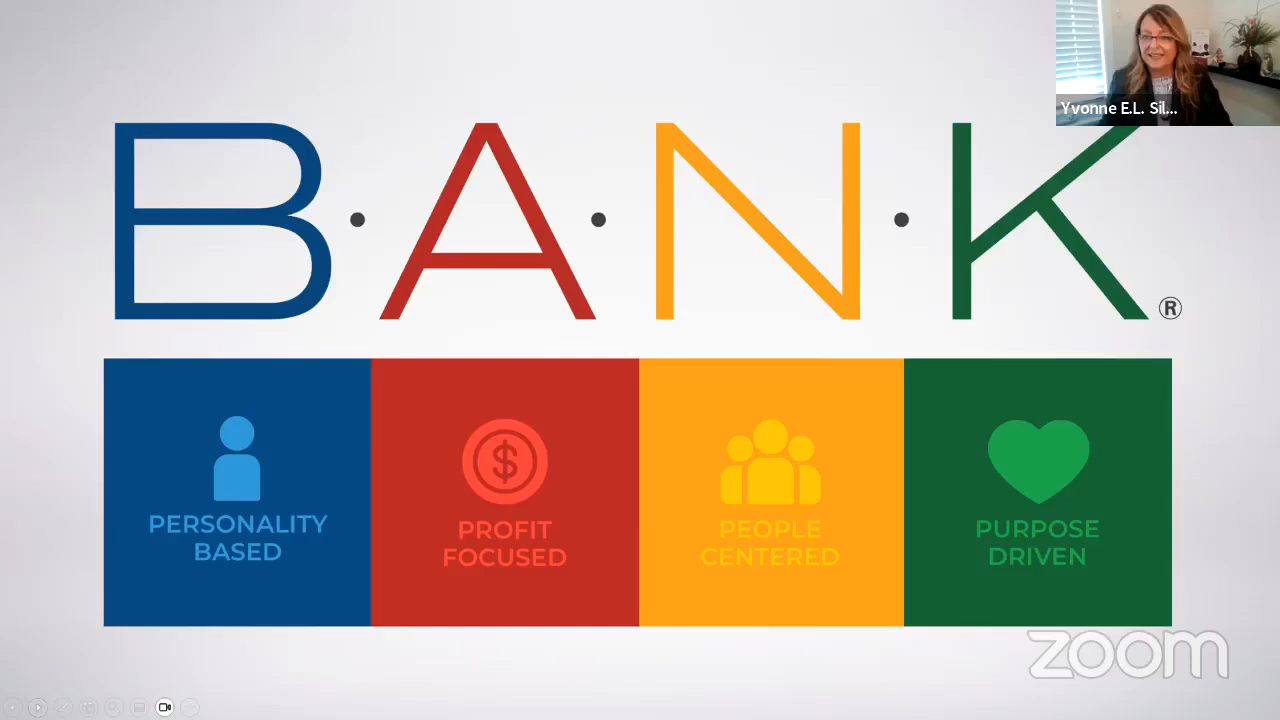 Yvonne E.L. Sil...
B·A·N·K®
PERSONALITY
BASED
PROFIT
FOCUSED
PEOPLE
CENTERED
PURPOSE
DRIVEN
zoom